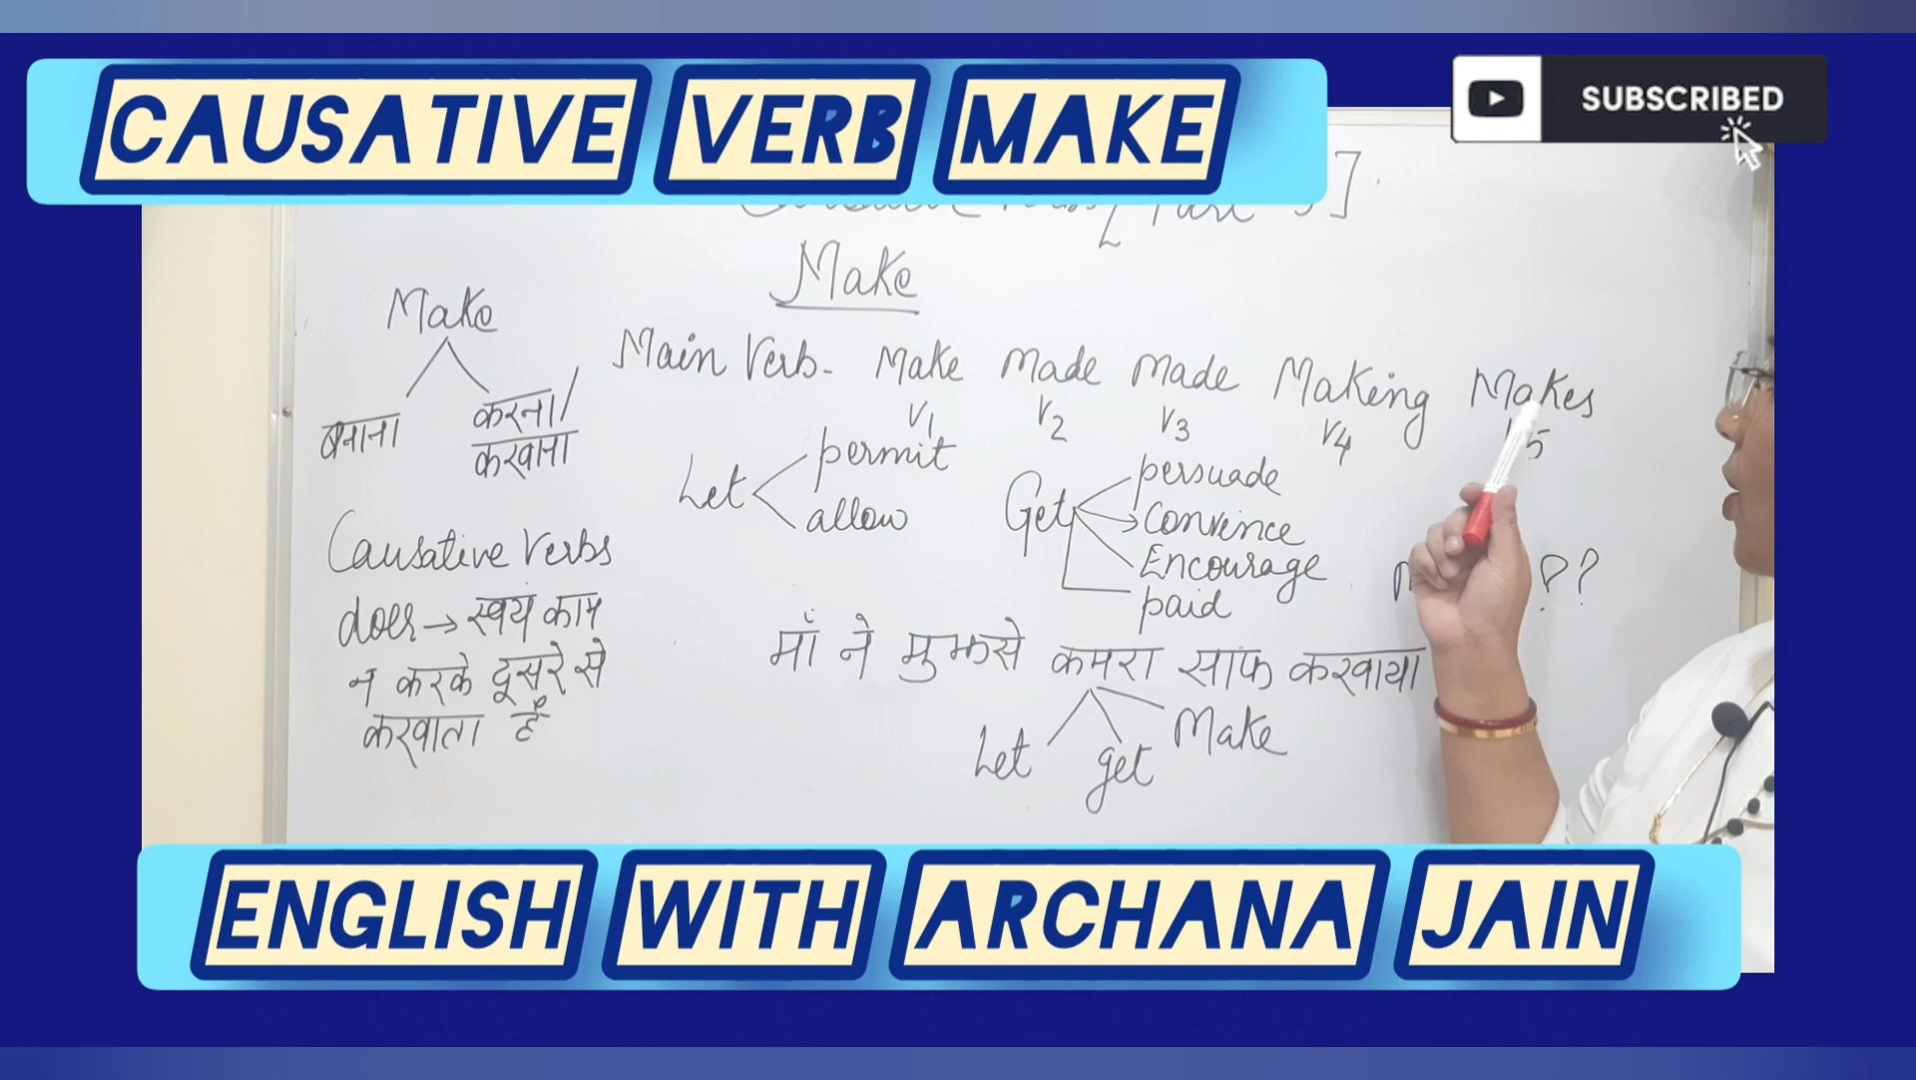 CAUSATIVE VERB MAKE
SUBSCRIBED
Make
Make
बनाना करना/
करवाना
Main Verb- Make Made Made Making Makes
V1 V2 V3 V4 5
Let permit
allow
Get persuade
Convince
Encourage
paid
??
Causative Verbs
does → स्वयं काम
न करके दूसरे से
करवाता है
माँ ने मुझसे कमरा साफ करवाया
Let get Make
ENGLISH WITH ARCHANA JAIN